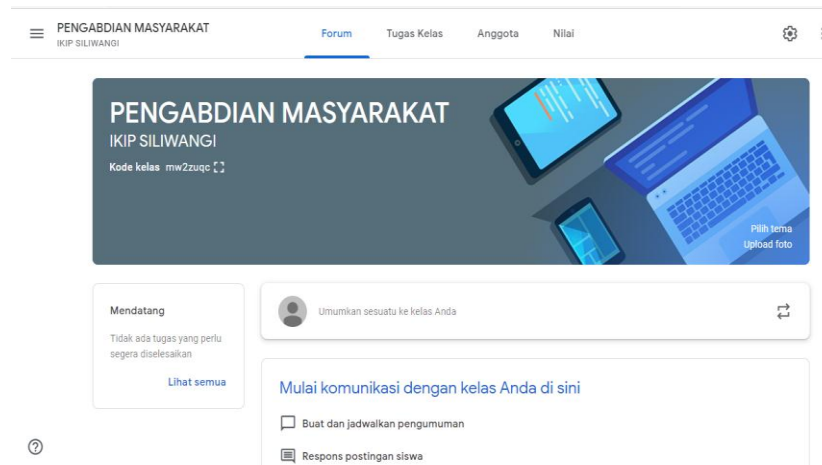 PENGABDIAN MASYARAKAT
IKIP SILIWANGI
Forum
Tugas Kelas
Anggota
Nilai
PENGABDIAN MASYARAKAT
IKIP SILIWANGI
Kode kelas mw2zuqc
Pilih tema
Upload foto
Mendatang
Tidak ada tugas yang perlu
segera diselesaikan
Lihat semua
Umumkan sesuatu ke kelas Anda
Mulai komunikasi dengan kelas Anda di sini
Buat dan jadwalkan pengumuman
Respons postingan siswa